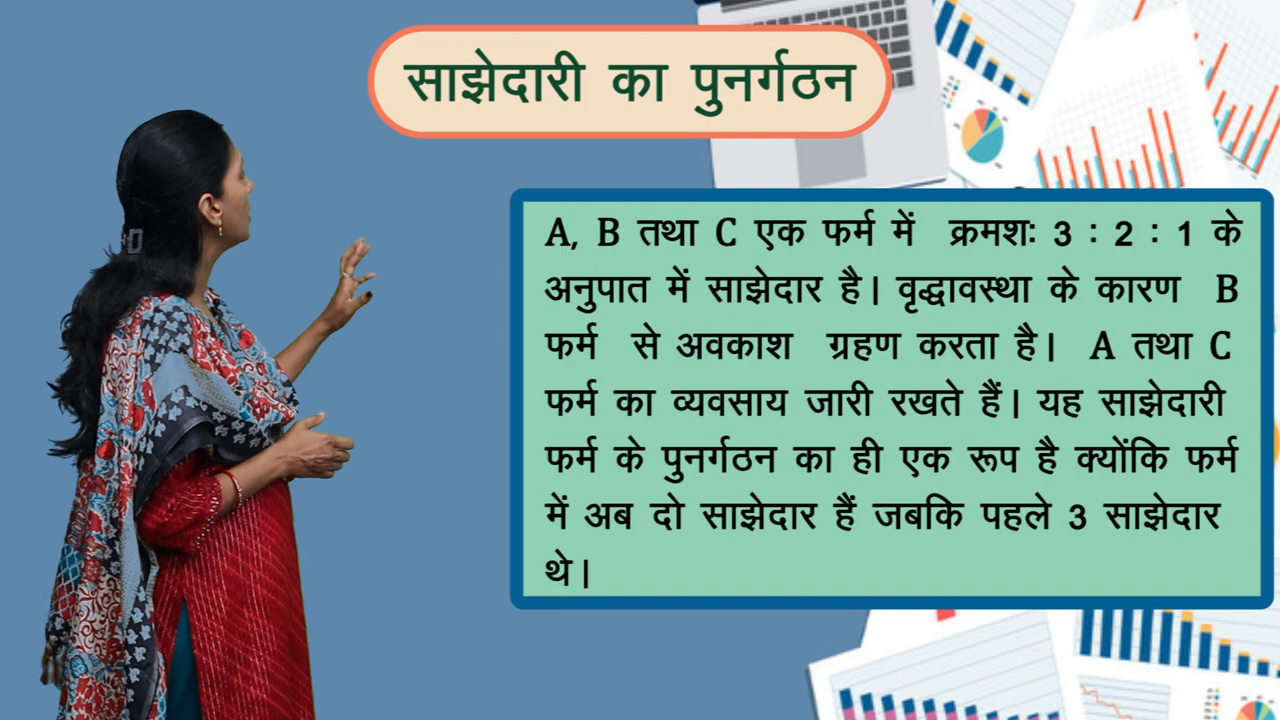 साझेदारी का पुनर्गठन
A, B तथा C एक फर्म में क्रमशः 3 : 2 : 1 के
अनुपात में साझेदार है। वृद्धावस्था के कारण B
फर्म से अवकाश ग्रहण करता है। A तथा C
फर्म का व्यवसाय जारी रखते हैं। यह साझेदारी
फर्म के पुनर्गठन का ही एक रूप है क्योंकि फर्म
में अब दो साझेदार हैं जबकि पहले 3 साझेदार
थे।